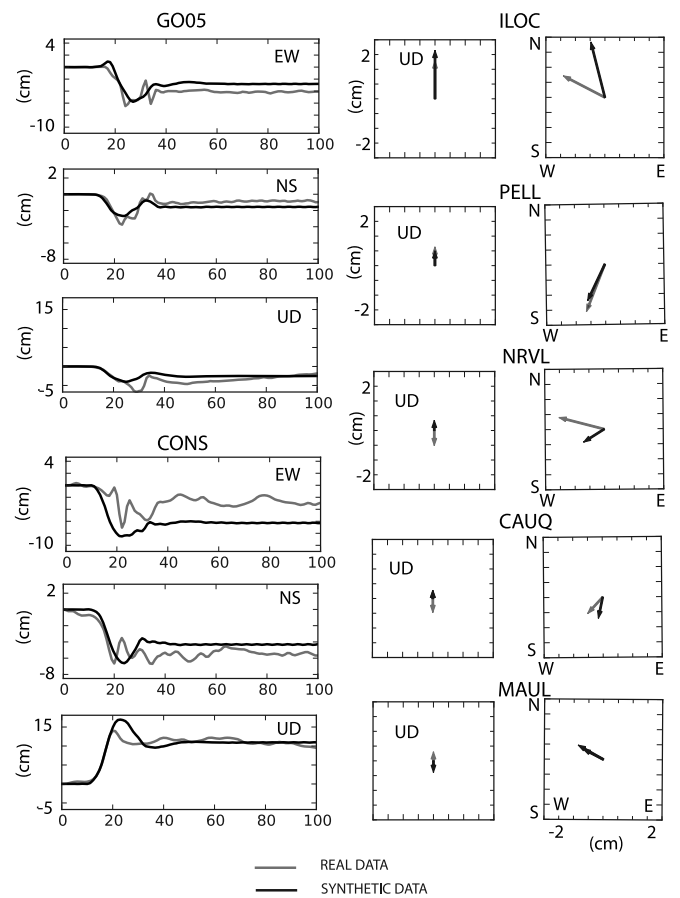 GO05
4
EW
(cm)
-10
0 20 40 60 80 100
2
NS
(cm)
-8
0 20 40 60 80 100
15
UD
(cm)
-5
0 20 40 60 80 100
CONS
4
EW
(cm)
-10
0 20 40 60 80 100
2
NS
(cm)
-8
0 20 40 60 80 100
15
UD
(cm)
-5
0 20 40 60 80 100
ILOC
2
UD
(cm)
-2
N
S
W E
PELL
2
UD
(cm)
-2
N
S
W E
NRVL
2
UD
(cm)
-2
N
S
W E
CAUQ
UD
N
S
W E
MAUL
UD
N
W E
S
-2 2
(cm)
REAL DATA
SYNTHETIC DATA